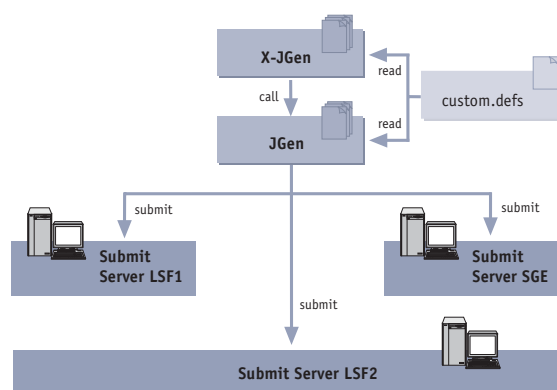 X-JGen
read
call
custom.defs
read
JGen
submit
submit
Submit
Server LSF1
Submit
Server SGE
submit
Submit Server LSF2